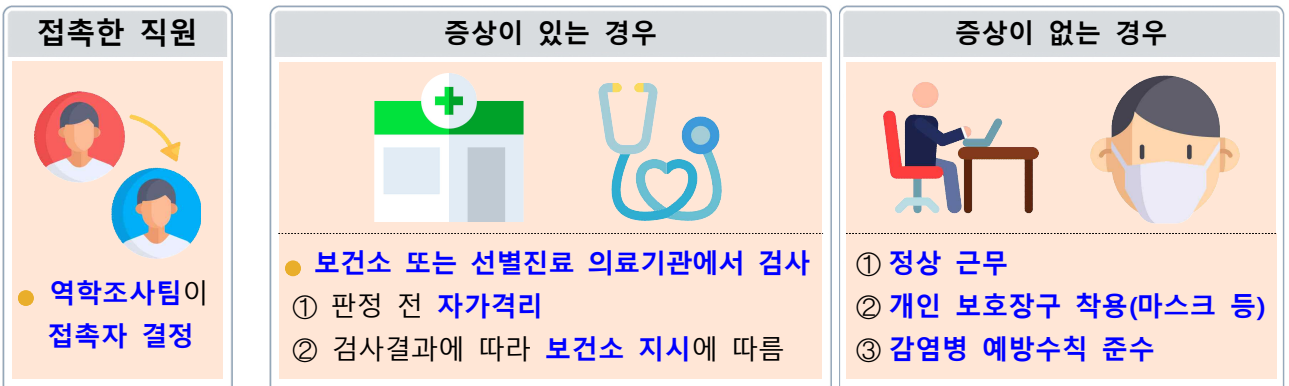 접촉한 직원
● 역학조사팀이
접촉자 결정
증상이 있는 경우
● 보건소 또는 선별진료 의료기관에서 검사
① 판정 전 자가격리
② 검사결과에 따라 보건소 지시에 따름
증상이 없는 경우
① 정상 근무
② 개인 보호장구 착용(마스크 등)
③ 감염병 예방수칙 준수